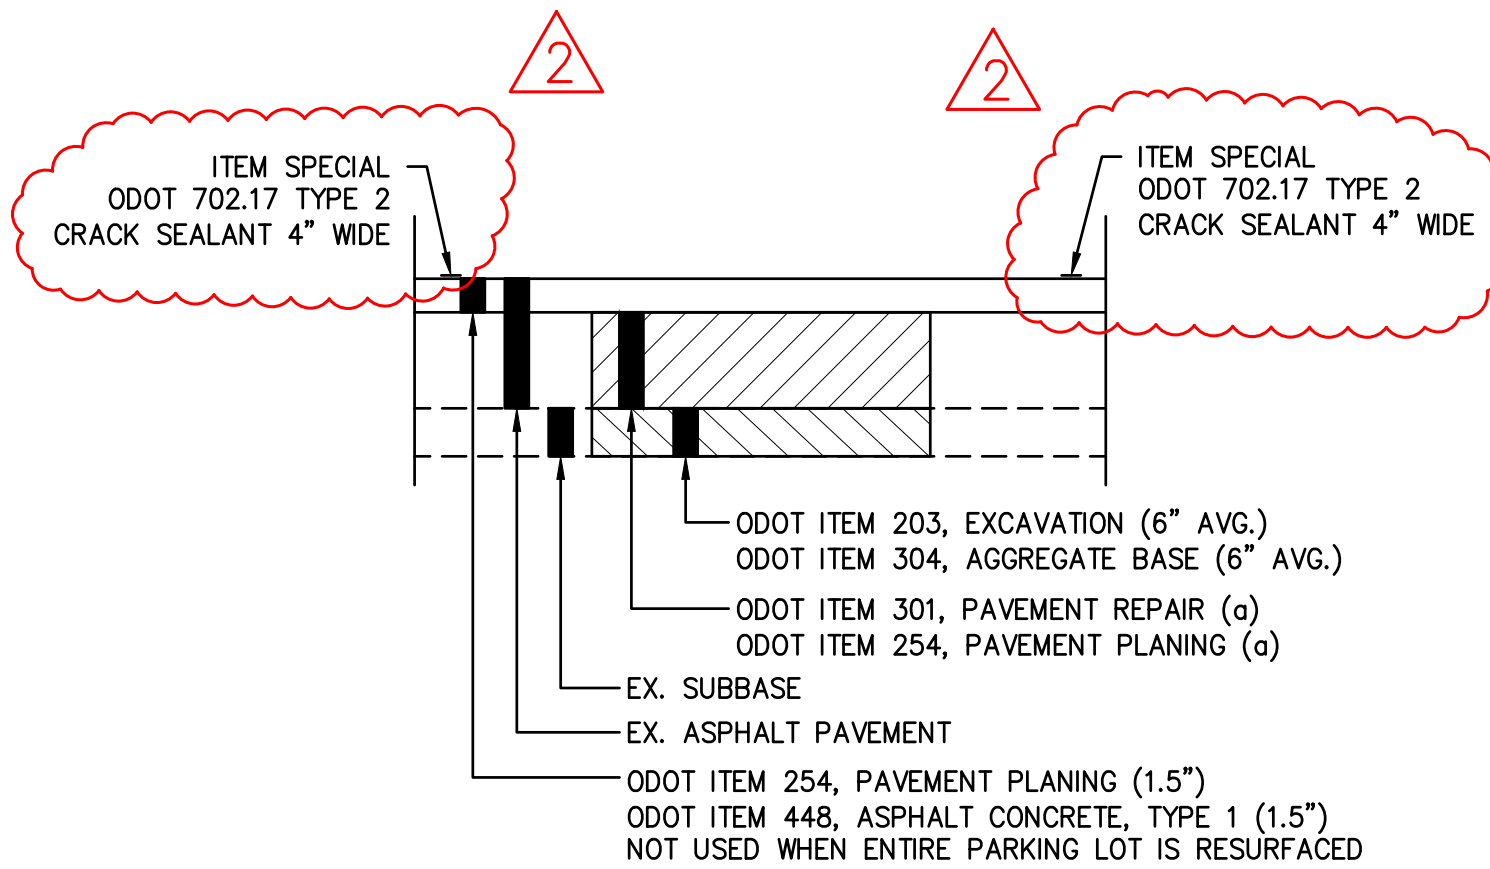 2
2
ITEM SPECIAL
ODOT 702.17 TYPE 2
CRACK SEALANT 4” WIDE
ITEM SPECIAL
ODOT 702.17 TYPE 2
CRACK SEALANT 4” WIDE
ODOT ITEM 203, EXCAVATION (6” AVG.)
ODOT ITEM 304, AGGREGATE BASE (6” AVG.)
ODOT ITEM 301, PAVEMENT REPAIR (a)
ODOT ITEM 254, PAVEMENT PLANING (a)
EX. SUBBASE
EX. ASPHALT PAVEMENT
ODOT ITEM 254, PAVEMENT PLANING (1.5”)
ODOT ITEM 448, ASPHALT CONCRETE, TYPE 1 (1.5”)
NOT USED WHEN ENTIRE PARKING LOT IS RESURFACED